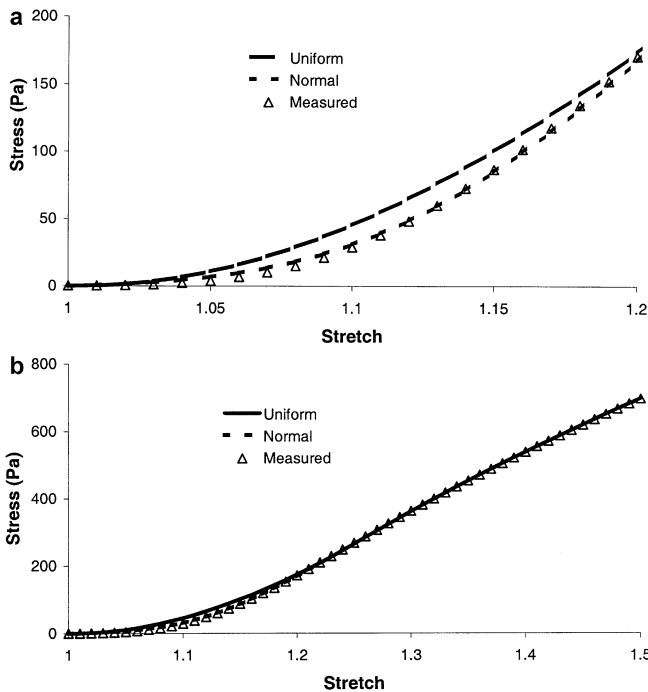 a
200
150
100
50
0
Stress (Pa)
Uniform
Normal
Measured
1
1.05
1.1
1.15
1.2
Stretch
b
800
600
400
200
0
Stress (Pa)
Uniform
Normal
Measured
1
1.1
1.2
1.3
1.4
1.5
Stretch